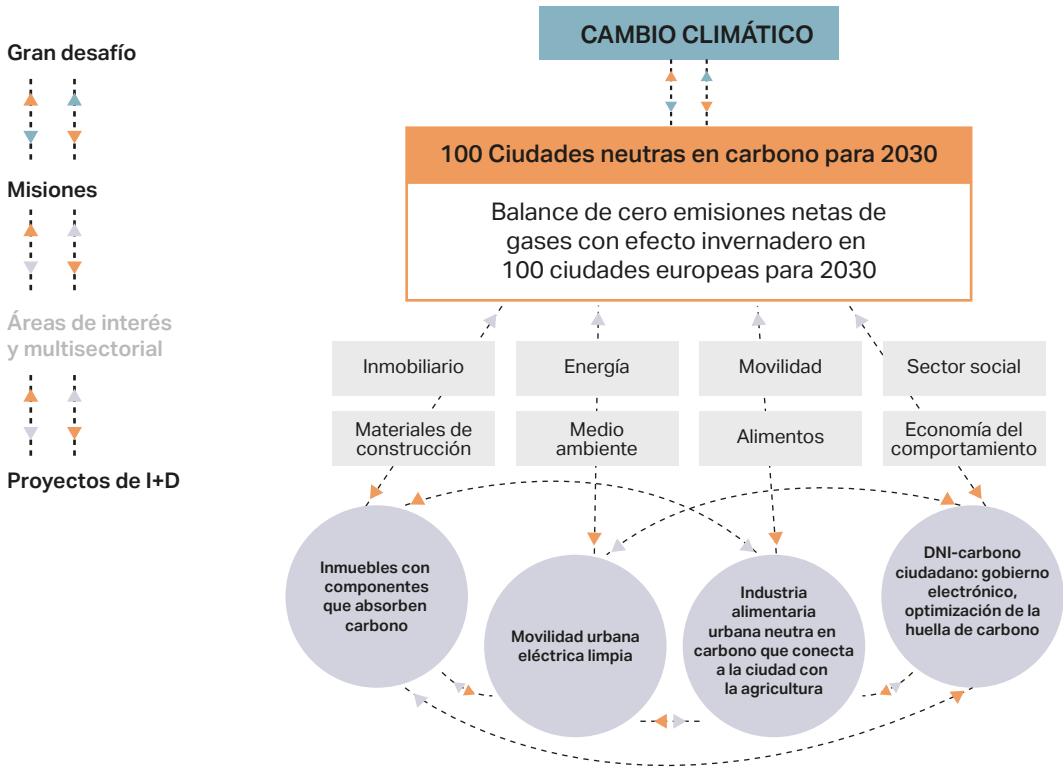 Gran desafío
Misiones
Áreas de interés
y multisectorial
Proyectos de I+D
CAMBIO CLIMÁTICO
100 Ciudades neutras en carbono para 2030
Balance de cero emisiones netas de
gases con efecto invernadero en
100 ciudades europeas para 2030
Inmobiliario
Energía
Movilidad
Sector social
Materiales de
construcción
Medio
ambiente
Alimentos
Economía del
comportamiento
Inmuebles con
componentes
que absorben
carbono
Movilidad urbana
eléctrica limpia
Industria
alimentaria
urbana neutra en
carbono que conecta
a la ciudad con
la agricultura
DNI-carbono
ciudadano: gobierno
electrónico,
optimización de la
huella de carbono